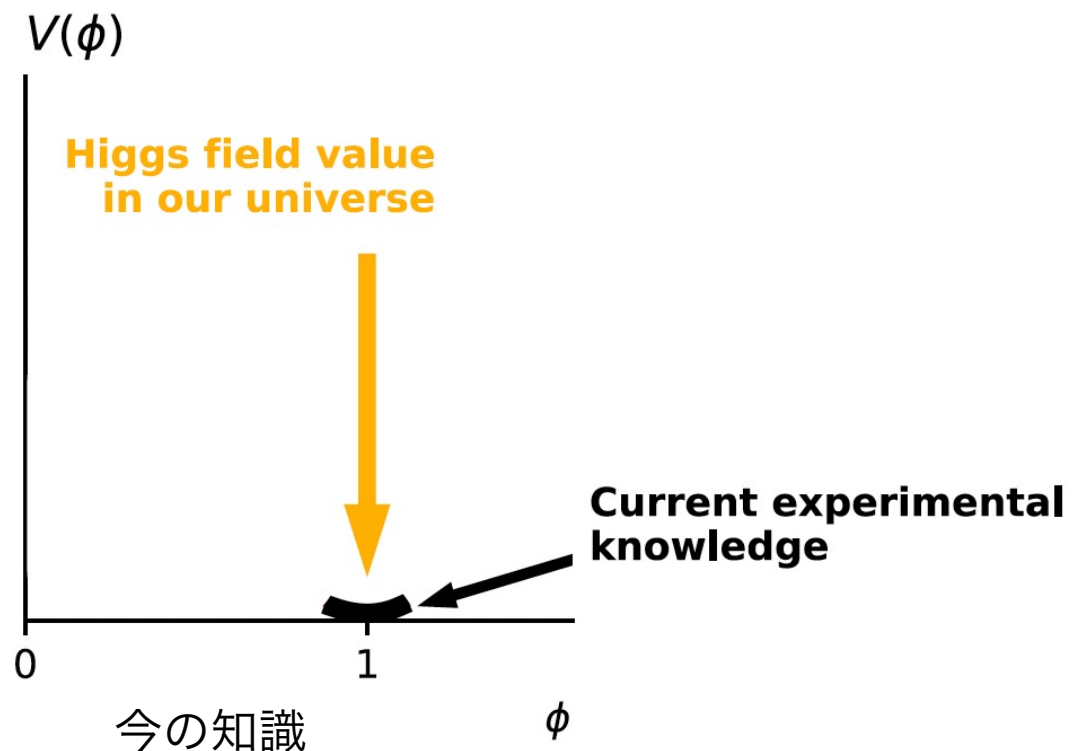 V(ϕ)
Higgs field value
in our universe
Current experimental
knowledge
0
1
今の知識
ϕ